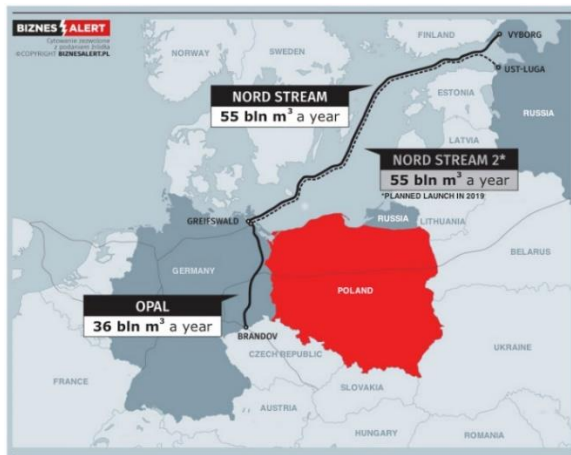 BIZNES ALERT
Cytowanie zezwolone
z podaniem źródła
©COPYRIGHT BIZNESALERT.PL
NORWAY
SWEDEN
FINLAND
VYBORG
UST-LUGA
ESTONIA
RUSSIA
LATVIA
NORD STREAM
55 bln m³ a year
NORD STREAM 2*
55 bln m³ a year
*PLANNED LAUNCH IN 2019
RUSSIA
LITHUANIA
GREIFSWALD
BELARUS
GERMANY
POLAND
OPAL
36 bln m³ a year
BRANDOV
CZECH REPUBLIC
UKRAINE
FRANCE
SLOVAKIA
AUSTRIA
HUNGARY
ROMANIA